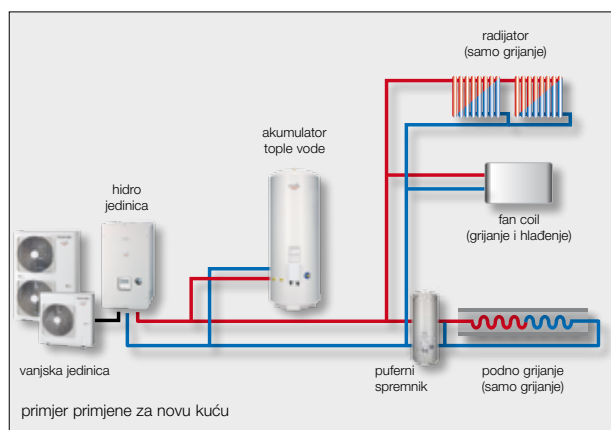 radijator
(samo grijanje)
akumulator
tople vode
hidro
jedinica
fan coil
(grijanje i hlađenje)
vanjska jedinica
puferni
spremnik
podno grijanje
(samo grijanje)
primjer primjene za novu kuću